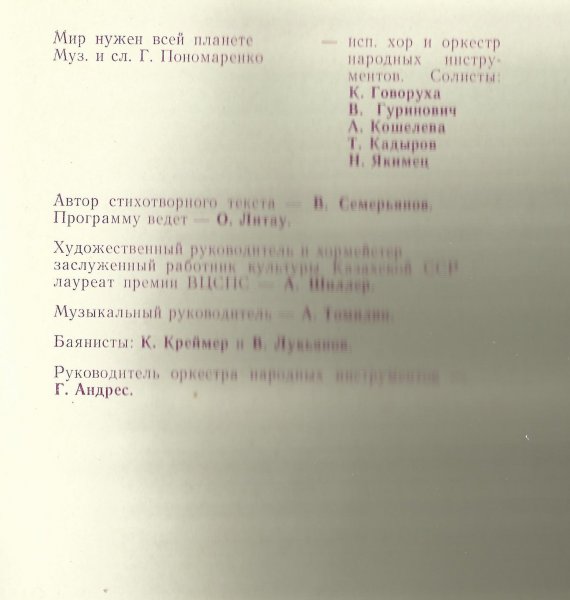 Мир нужен всей планете — исп. хор и оркестр
Муз. и сл. Г. Пономаренко народных инстру-
ментов. Солисты:
К. Говоруха
В. Гуринович
А. Кошелева
Т. Кадыров
Н. Якимец
Автор стихотворного текста — В. Семерьянов.
Программу ведет — О. Литау.
Художественный руководитель и хормейстер
заслуженный работник культуры Казахской ССР
лауреат премии ВЦСПС — А. Шиллер.
Музыкальный руководитель — А. Томилин.
Баянисты: К. Креймер и В. Лукьянов.
Руководитель оркестра народных инструментов —
Г. Андрес.